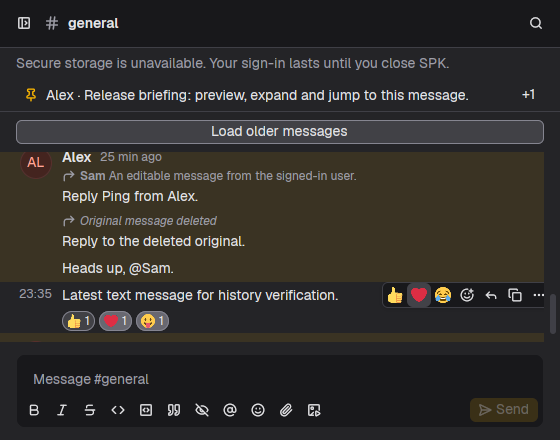 # general
Secure storage is unavailable. Your sign-in lasts until you close SPK.
Alex · Release briefing: preview, expand and jump to this message. +1
Load older messages
AL Alex 25 min ago
Sam An editable message from the signed-in user.
Reply Ping from Alex.
Original message deleted
Reply to the deleted original.
Heads up, @Sam.
23:35 Latest text message for history verification.
👍 1 ❤️ 1 😛 1
Message #general
B I S Send